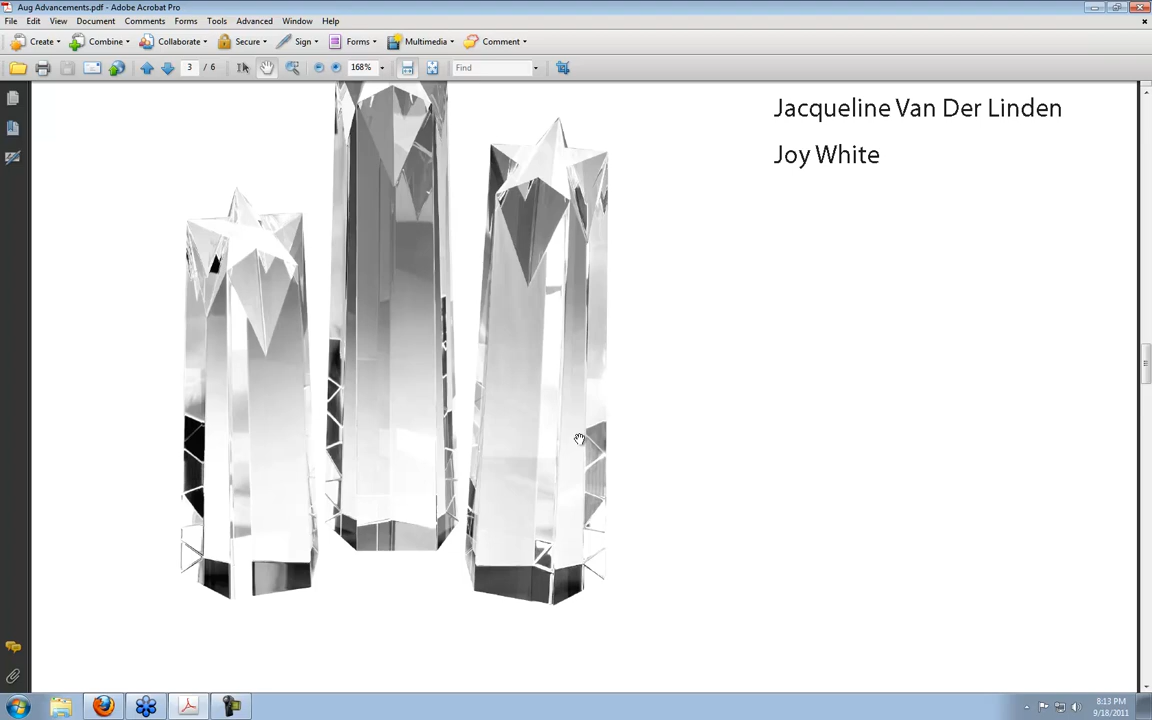 Aug Advancements.pdf - Adobe Acrobat Pro
File Edit View Document Comments Forms Tools Advanced Window Help
Create Combine Collaborate Secure Sign Forms Multimedia Comment
3 / 6 168% Find
Jacqueline Van Der Linden
Joy White
8:13 PM
9/18/2011